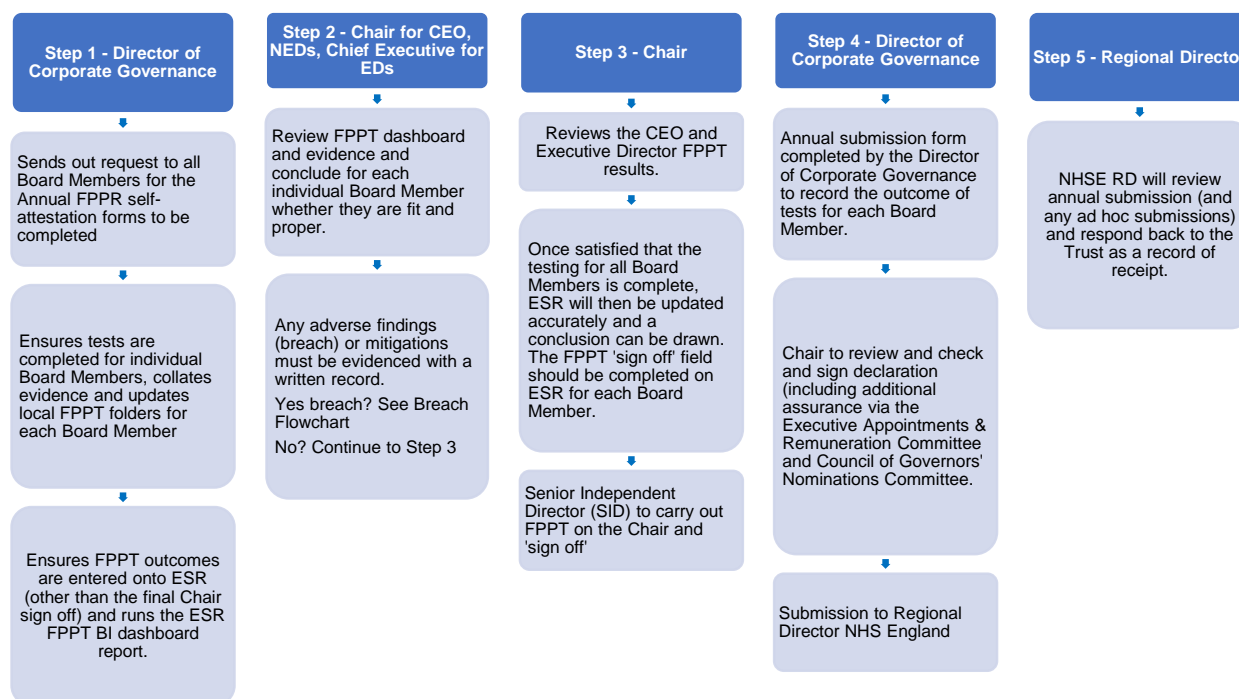 Step 1 - Director of
Corporate Governance
Sends out request to all
Board Members for the
Annual FPPR self-
attestation forms to be
completed
Ensures tests are
completed for individual
Board Members, collates
evidence and updates
local FPPT folders for
each Board Member
Ensures FPPT outcomes
are entered onto ESR
(other than the final Chair
sign off) and runs the ESR
FPPT BI dashboard
report.
Step 2 - Chair for CEO,
NEDs, Chief Executive for
EDs
Review FPPT dashboard
and evidence and
conclude for each
individual Board Member
whether they are fit and
proper.
Any adverse findings
(breach) or mitigations
must be evidenced with a
written record.
Yes breach? See Breach
Flowchart
No? Continue to Step 3
Step 3 - Chair
Reviews the CEO and
Executive Director FPPT
results.
Once satisfied that the
testing for all Board
Members is complete,
ESR will then be updated
accurately and a
conclusion can be drawn.
The FPPT 'sign off' field
should be completed on
ESR for each Board
Member.
Senior Independent
Director (SID) to carry out
FPPT on the Chair and
'sign off'
Step 4 - Director of
Corporate Governance
Annual submission form
completed by the Director
of Corporate Governance
to record the outcome of
tests for each Board
Member.
Chair to review and check
and sign declaration
(including additional
assurance via the
Executive Appointments &
Remuneration Committee
and Council of Governors'
Nominations Committee.
Submission to Regional
Director NHS England
Step 5 - Regional Directo
NHSE RD will review
annual submission (and
any ad hoc submissions)
and respond back to the
Trust as a record of
receipt.